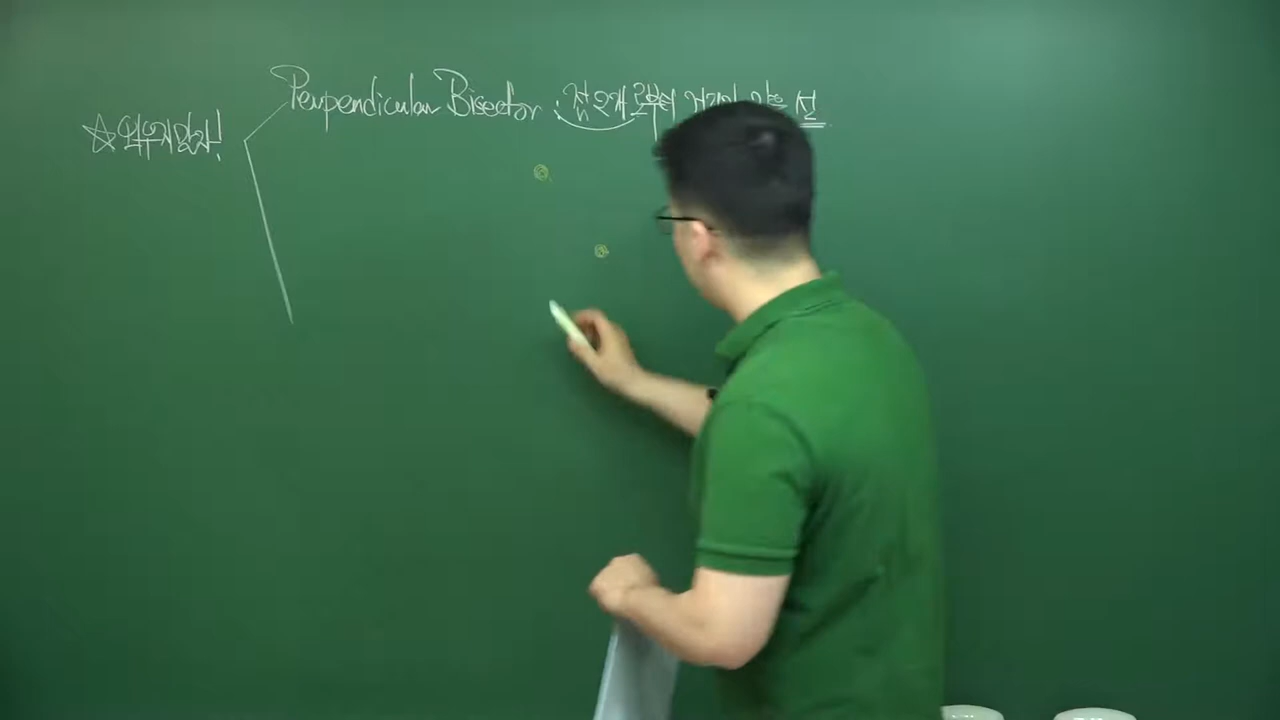 Perpendicular Bisector : 점 2개 로부터 거리가 같은 선
☆외우지말자!